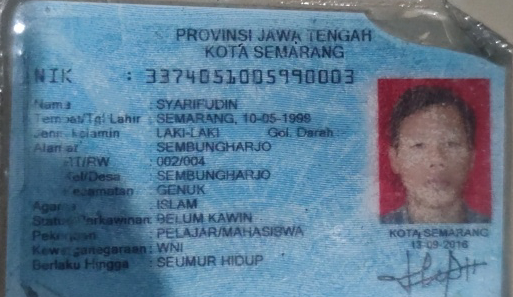 PROVINSI JAWA TENGAH
KOTA SEMARANG
NIK : 3374051005990003
Nama : SYARIFUDIN
Tempat/Tgl Lahir : SEMARANG, 10-05-1999
Jenis kelamin : LAKI-LAKI Gol. Darah :
Alamat : SEMBUNGHARJO
RT/RW : 002/004
Kel/Desa : SEMBUNGHARJO
Kecamatan : GENUK
Agama : ISLAM
Status Perkawinan: BELUM KAWIN
Pekerjaan : PELAJAR/MAHASISWA
Kewarganegaraan: WNI
Berlaku Hingga : SEUMUR HIDUP
KOTA SEMARANG
13-09-2016